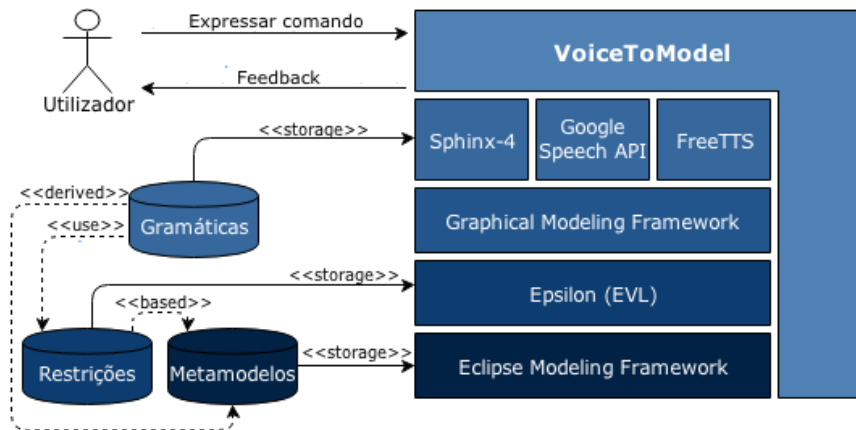 Expressar comando
VoiceToModel
Feedback
Utilizador
<<storage>>
Sphinx-4
Google
Speech API
FreeTTS
<<derived>>
Gramáticas
<<use>>
Graphical Modeling Framework
<<storage>>
<<based>>
Epsilon (EVL)
Restrições
Metamodelos
<<storage>>
Eclipse Modeling Framework